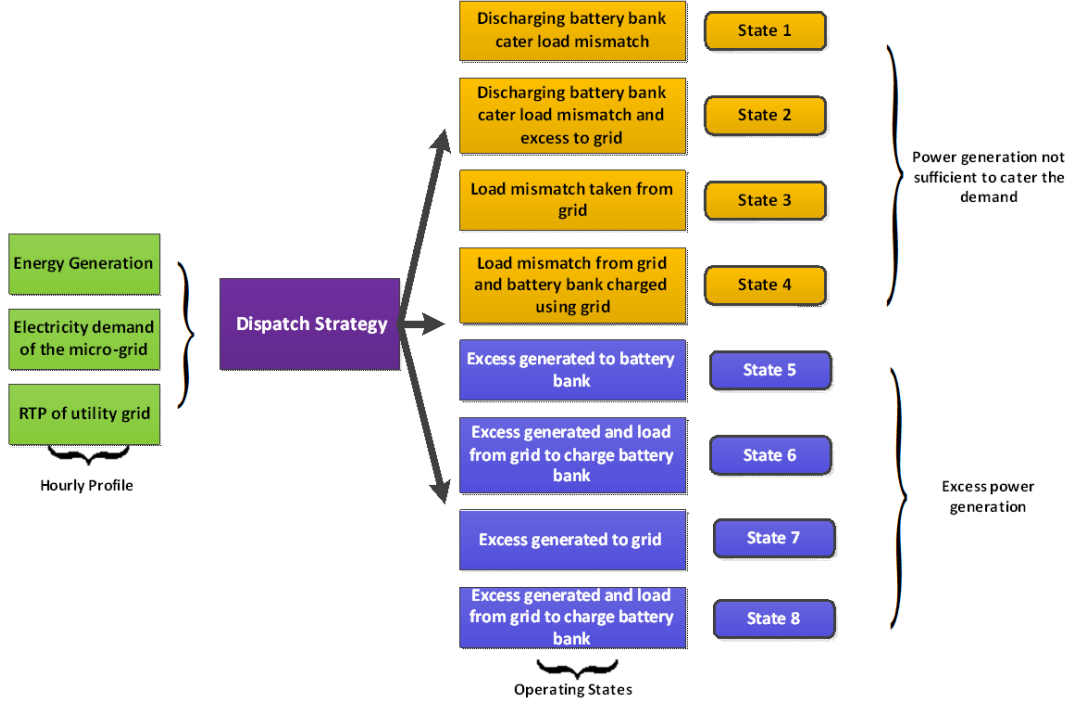 Energy Generation
Electricity demand
of the micro-grid
RTP of utility grid
Hourly Profile
Dispatch Strategy
Discharging battery bank
cater load mismatch
State 1
Discharging battery bank
cater load mismatch and
excess to grid
State 2
Load mismatch taken from
grid
State 3
Load mismatch from grid
and battery bank charged
using grid
State 4
Power generation not
sufficient to cater the
demand
Excess generated to battery
bank
State 5
Excess generated and load
from grid to charge battery
bank
State 6
Excess generated to grid
State 7
Excess generated and load
from grid to charge battery
bank
State 8
Excess power
generation
Operating States